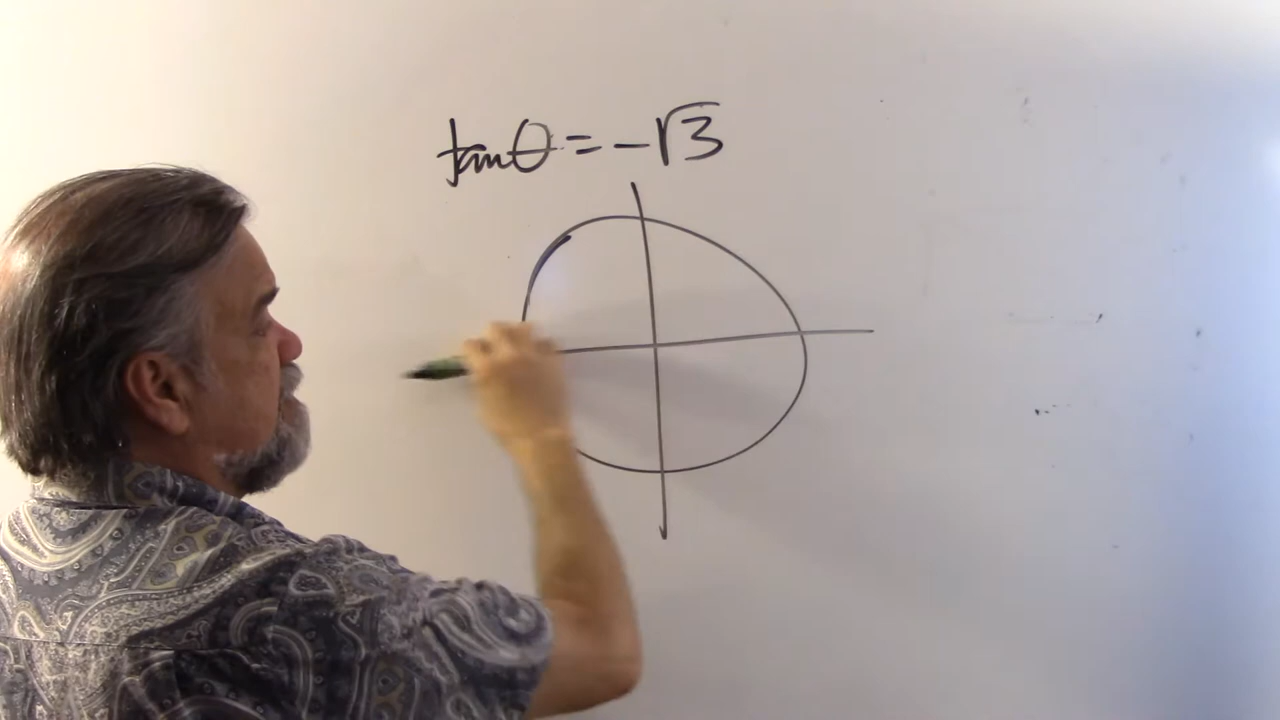 tanθ = -√3